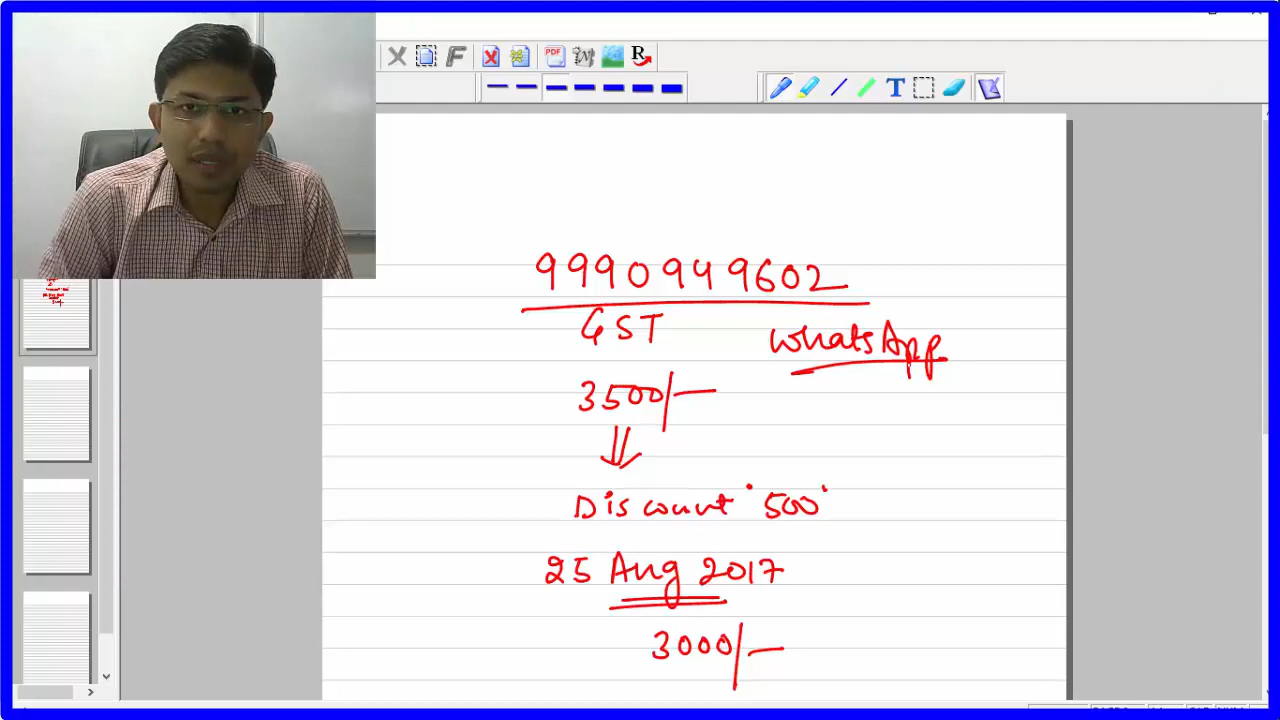 9990949602
GST
WhatsApp
3500/-
Discount '500'
25 Aug 2017
3000/-